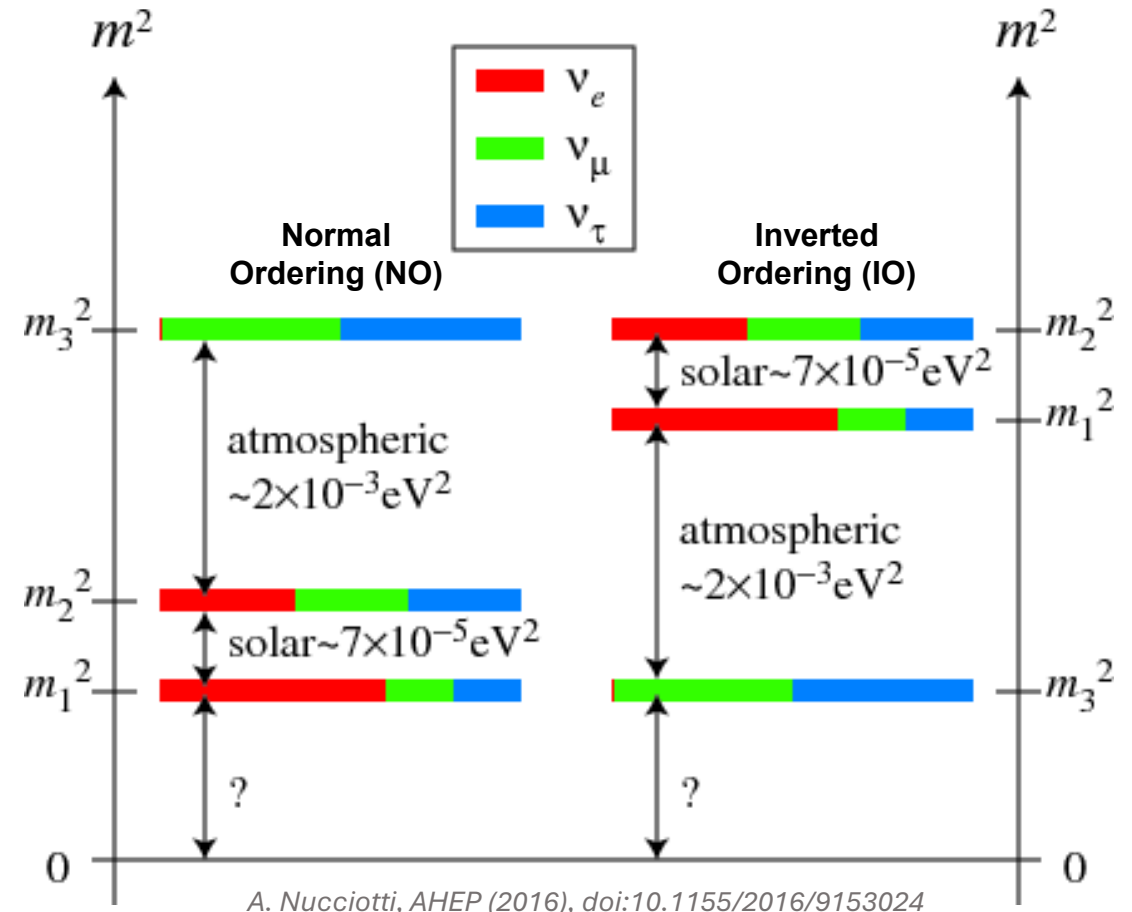 m²
m²
νₑ
ν_μ
ν_τ
Normal
Ordering (NO)
Inverted
Ordering (IO)
m₃²
m₂²
solar~7×10⁻⁵eV²
m₁²
atmospheric
~2×10⁻³eV²
atmospheric
~2×10⁻³eV²
m₂²
solar~7×10⁻⁵eV²
m₁²
m₃²
?
?
0
0
A. Nucciotti, AHEP (2016), doi:10.1155/2016/9153024